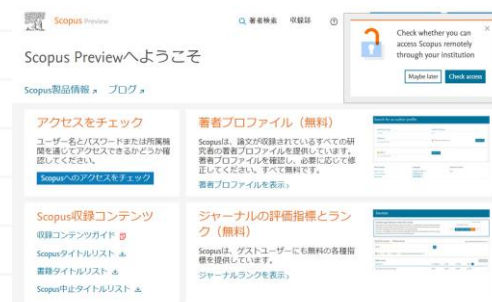 Scopus Preview
著者検索 収録誌
Check whether you can
access Scopus remotely
through your institution
Maybe later Check access
Scopus Previewへようこそ
Scopus製品情報 ブログ
アクセスをチェック
ユーザー名とパスワードまたは所属機
関を通じてアクセスできるかどうか確
認してください。
Scopusへのアクセスをチェック
著者プロファイル（無料）
Scopusは、論文が収録されているすべての研
究者の著者プロファイルを提供しています。
著者プロファイルを確認し、必要に応じて修
正してください。すべて無料です。
著者プロファイルを表示
Scopus収録コンテンツ
収録コンテンツガイド
Scopusタイトルリスト
書籍タイトルリスト
Scopus中止タイトルリスト
ジャーナルの評価指標とラン
ク（無料）
Scopusは、ゲストユーザーにも無料の各種指
標を提供しています。
ジャーナルランクを表示